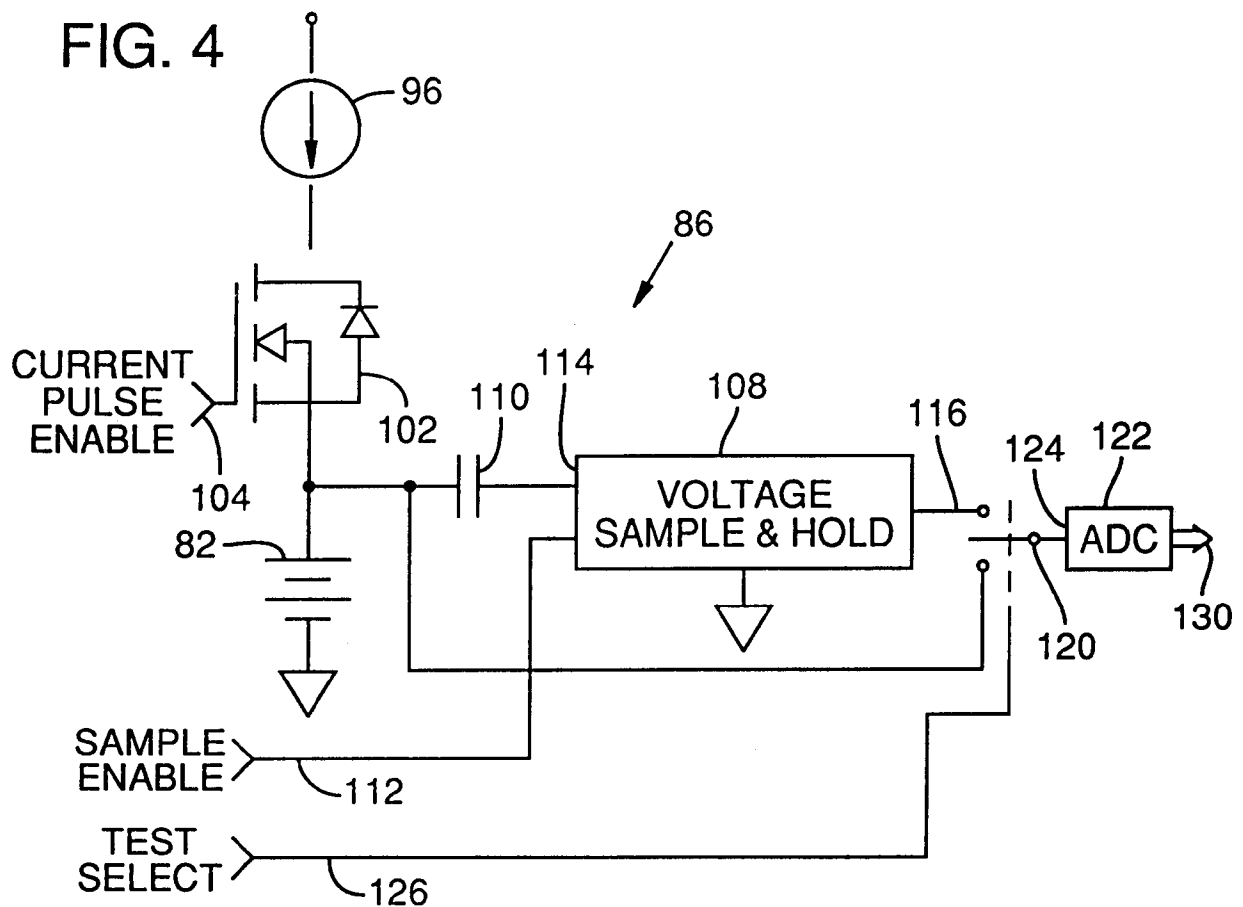 FIG. 4
96
86
CURRENT
PULSE
ENABLE
104
102
110
114
108
116
124
122
VOLTAGE
SAMPLE & HOLD
ADC
82
120
130
SAMPLE
ENABLE
112
TEST
SELECT
126